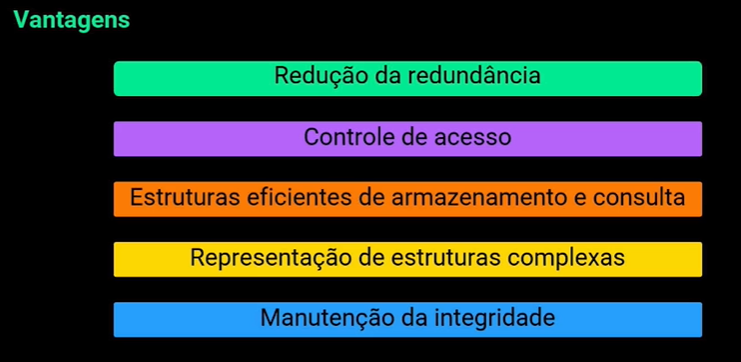 Vantagens
Redução da redundância
Controle de acesso
Estruturas eficientes de armazenamento e consulta
Representação de estruturas complexas
Manutenção da integridade